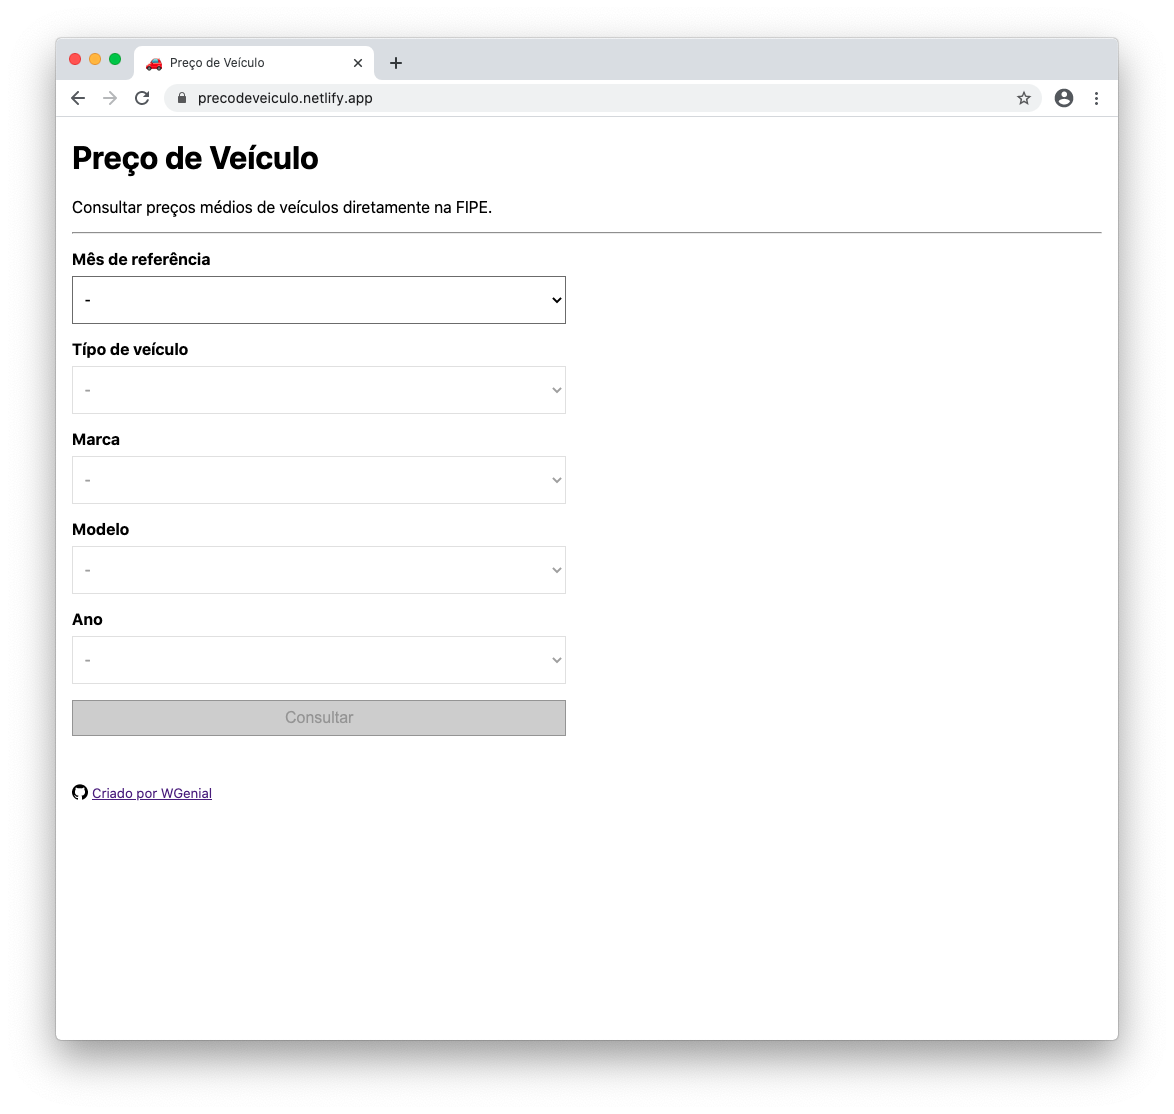 Preço de Veículo
precodeveiculo.netlify.app
Preço de Veículo
Consultar preços médios de veículos diretamente na FIPE.
Mês de referência
-
Típo de veículo
-
Marca
-
Modelo
-
Ano
-
Consultar
Criado por WGenial